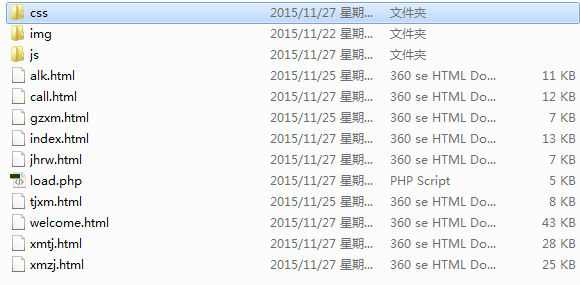 css 2015/11/27 星期... 文件夹
img 2015/11/22 星期... 文件夹
js 2015/11/27 星期... 文件夹
alk.html 2015/11/25 星期... 360 se HTML Do... 11 KB
call.html 2015/11/27 星期... 360 se HTML Do... 12 KB
gzxm.html 2015/11/25 星期... 360 se HTML Do... 7 KB
index.html 2015/11/27 星期... 360 se HTML Do... 13 KB
jhrw.html 2015/11/27 星期... 360 se HTML Do... 7 KB
load.php 2015/11/27 星期... PHP Script 5 KB
tjxm.html 2015/11/25 星期... 360 se HTML Do... 8 KB
welcome.html 2015/11/27 星期... 360 se HTML Do... 43 KB
xmtj.html 2015/11/27 星期... 360 se HTML Do... 28 KB
xmzj.html 2015/11/27 星期... 360 se HTML Do... 25 KB